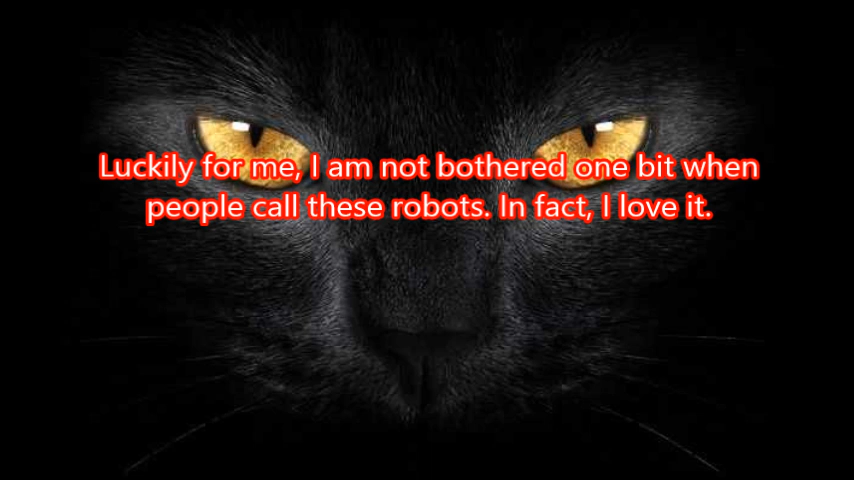 Luckily for me, I am not bothered one bit when
people call these robots. In fact, I love it.